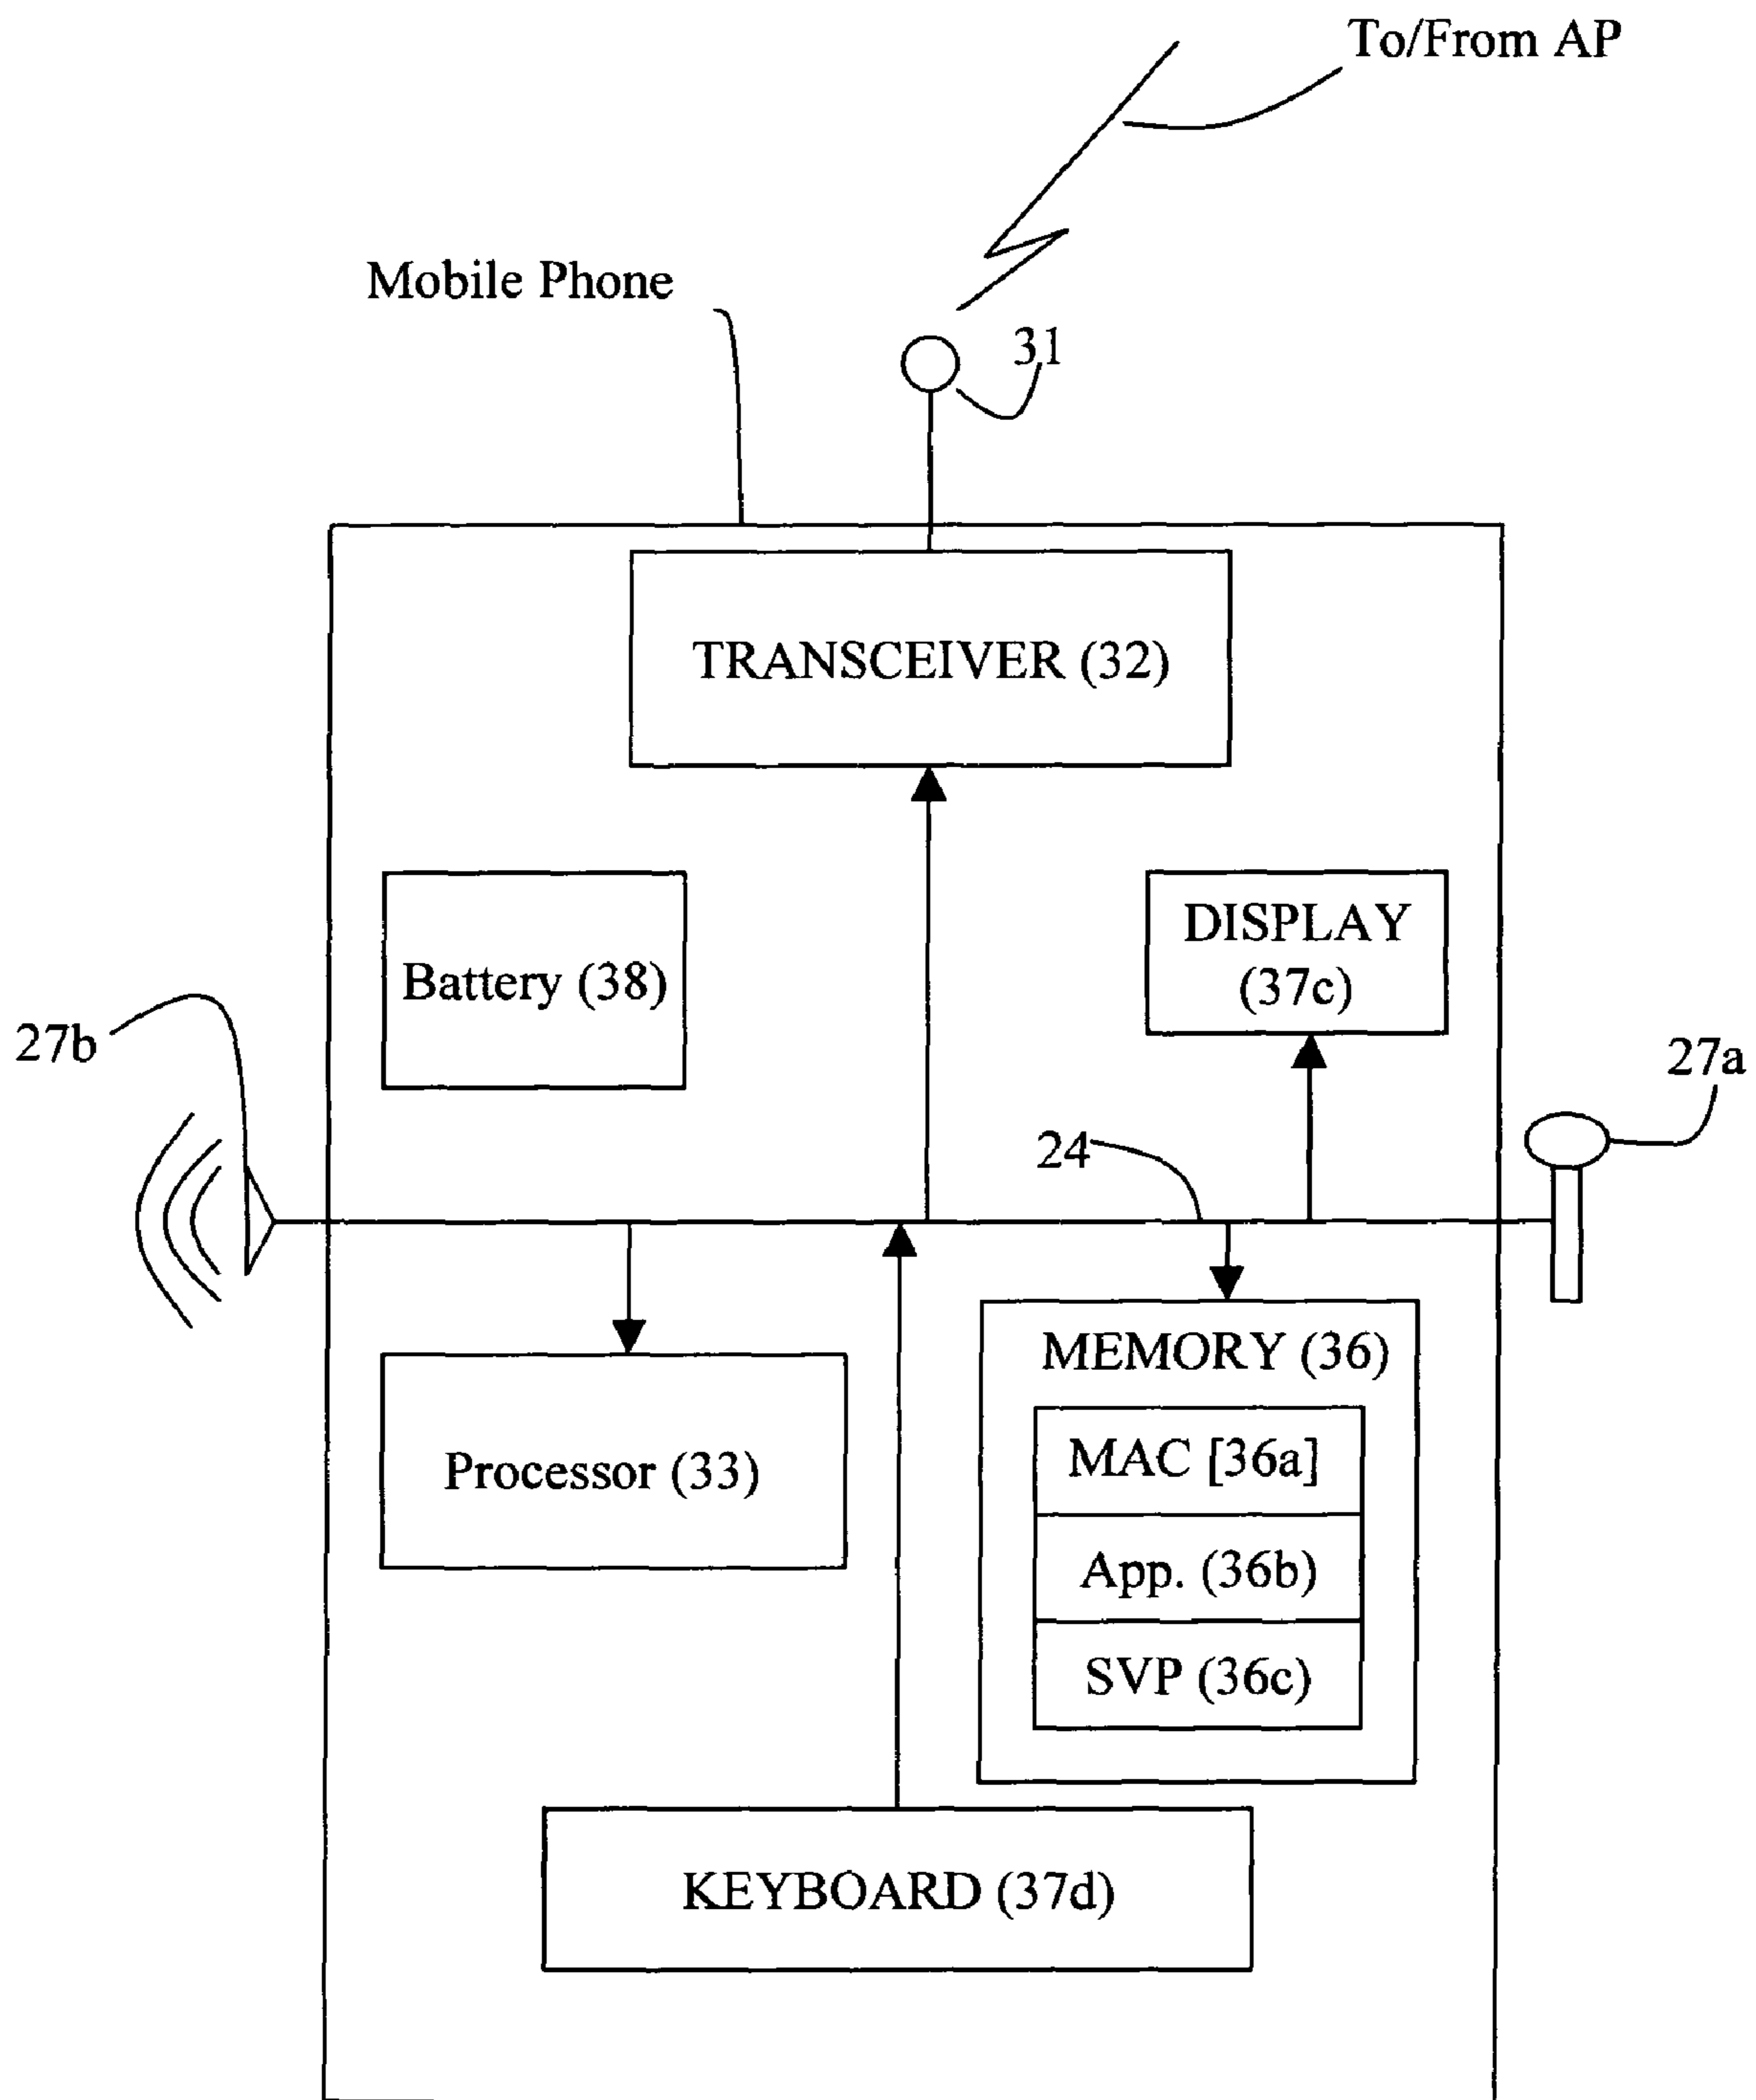 To/From AP
Mobile Phone
31
TRANSCEIVER (32)
Battery (38)
DISPLAY
(37c)
27b
27a
24
MEMORY (36)
MAC [36a]
Processor (33)
App. (36b)
SVP (36c)
KEYBOARD (37d)